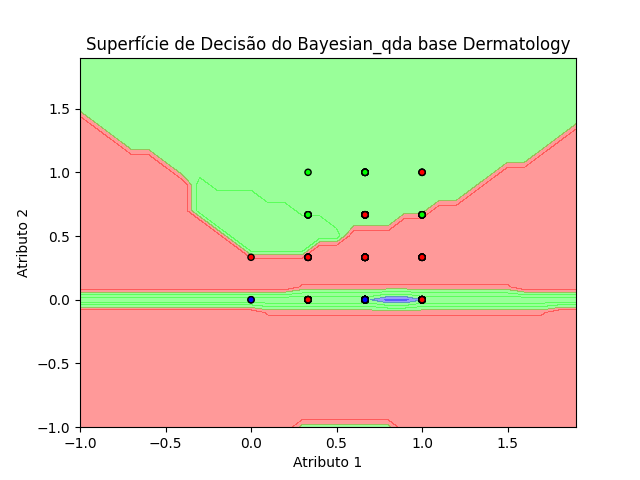 Superfície de Decisão do Bayesian_qda base Dermatology
Atributo 2
1.5
1.0
0.5
0.0
−0.5
−1.0
−1.0 −0.5 0.0 0.5 1.0 1.5
Atributo 1